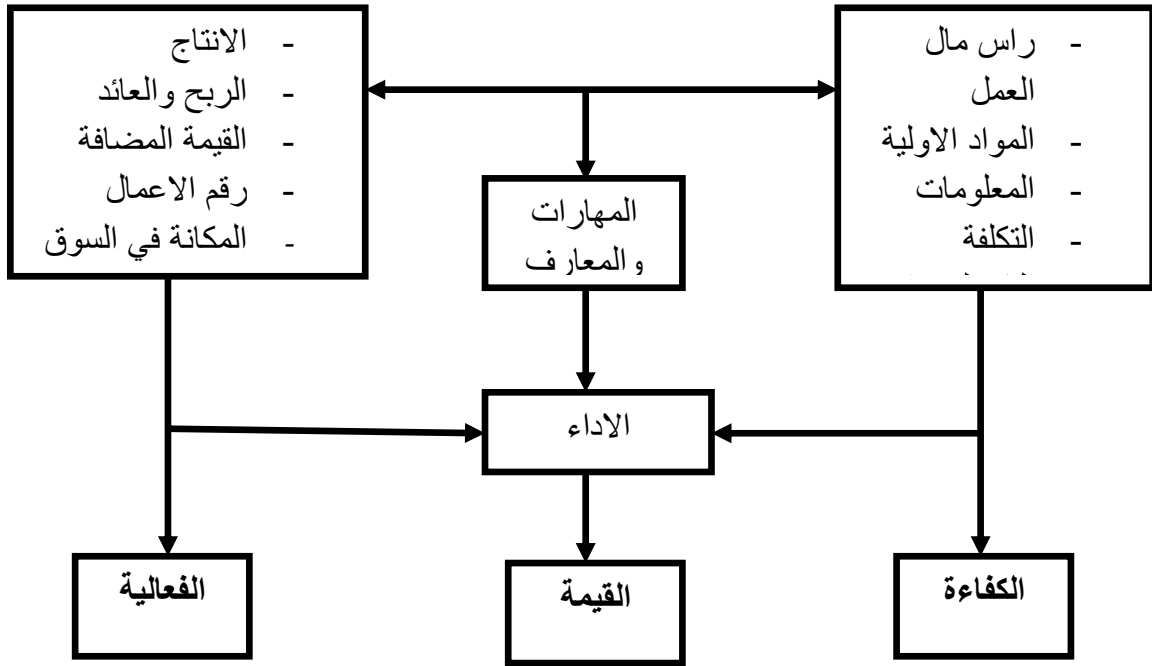 - راس مال
العمل
- المواد الاولية
- المعلومات
- التكلفة
- الانتاج
- الربح والعائد
- القيمة المضافة
- رقم الاعمال
- المكانة في السوق
المهارات
والمعارف
الاداء
الكفاءة
القيمة
الفعالية